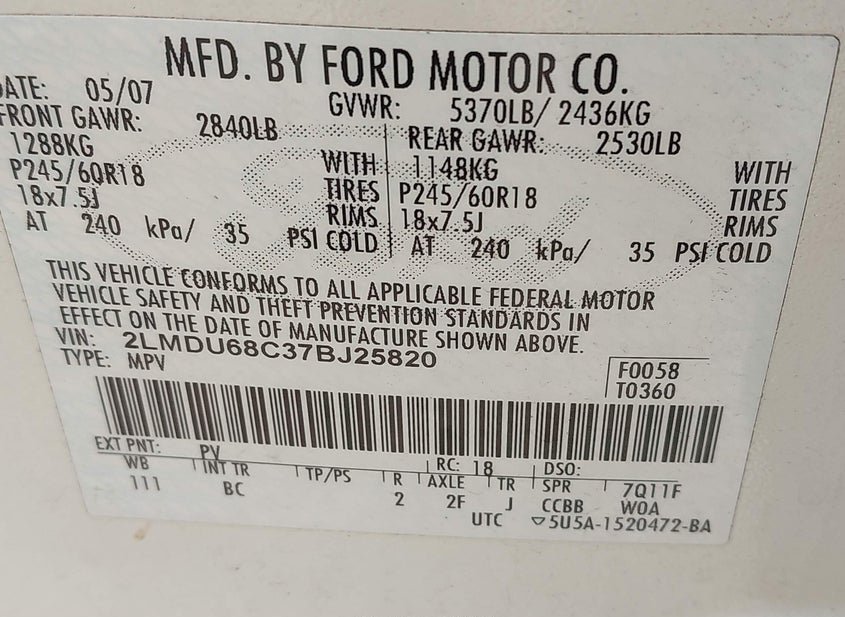 MFD. BY FORD MOTOR CO.
DATE: 05/07 GVWR: 5370LB/ 2436KG
FRONT GAWR: 2840LB REAR GAWR: 2530LB
1288KG WITH 1148KG WITH
P245/60R18 TIRES P245/60R18 TIRES
18x7.5J RIMS 18x7.5J RIMS
AT 240 kPa/ 35 PSI COLD AT 240 kPa/ 35 PSI COLD
THIS VEHICLE CONFORMS TO ALL APPLICABLE FEDERAL MOTOR
VEHICLE SAFETY AND THEFT PREVENTION STANDARDS IN
EFFECT ON THE DATE OF MANUFACTURE SHOWN ABOVE.
VIN: 2LMDU68C37BJ25820
TYPE: MPV
F0058
T0360
EXT PNT: PV RC: 18 DSO:
WB INT TR TP/PS R AXLE TR SPR 7Q11F
111 BC 2 2F J CCBB WOA
UTC ▽5U5A-1520472-BA